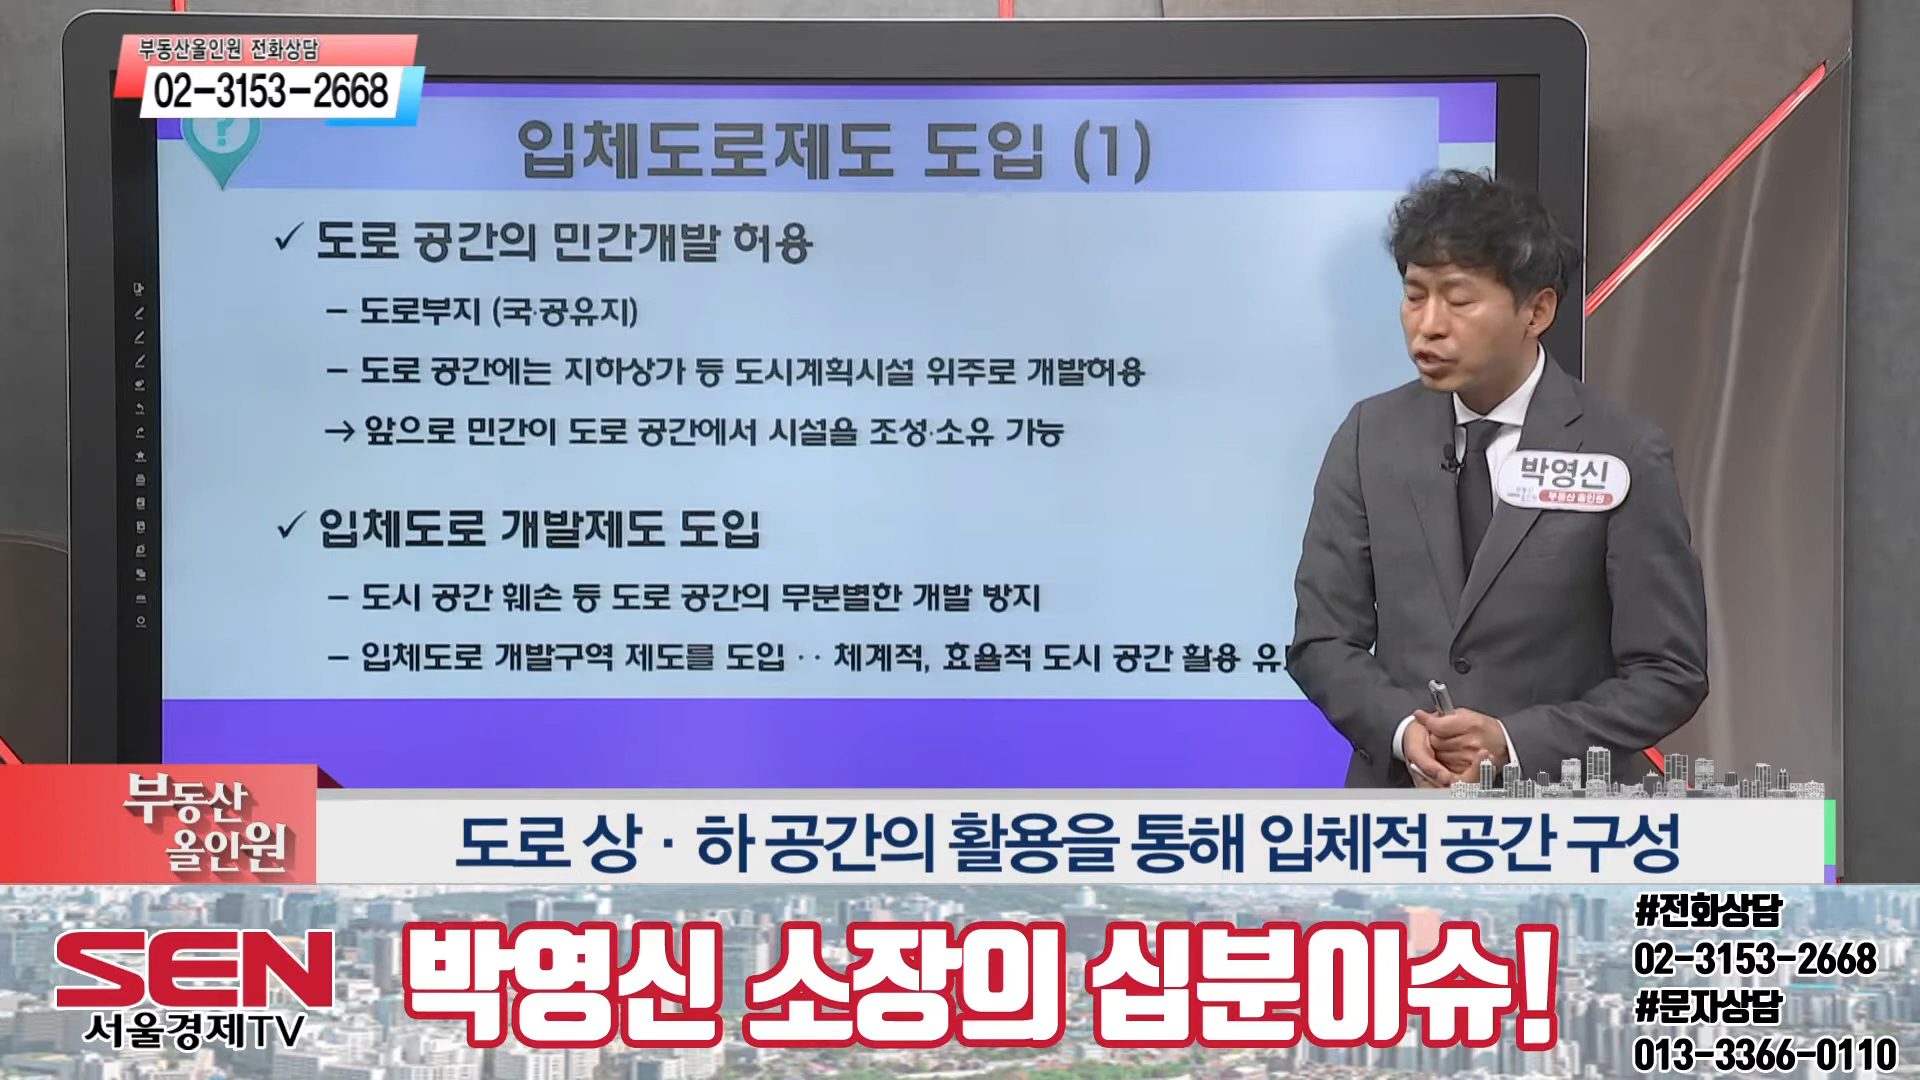 부동산올인원 전화상담
02-3153-2668
?
입체도로제도 도입 (1)
✓ 도로 공간의 민간개발 허용
– 도로부지 (국·공유지)
– 도로 공간에는 지하상가 등 도시계획시설 위주로 개발허용
→ 앞으로 민간이 도로 공간에서 시설을 조성·소유 가능
✓ 입체도로 개발제도 도입
– 도시 공간 훼손 등 도로 공간의 무분별한 개발 방지
– 입체도로 개발구역 제도를 도입 ‥ 체계적, 효율적 도시 공간 활용
박영신
부동산 올인원
부동산
올인원
도로 상 · 하 공간의 활용을 통해 입체적 공간 구성
SEN
서울경제TV
박영신 소장의 십분이슈!
#전화상담
02-3153-2668
#문자상담
013-3366-0110